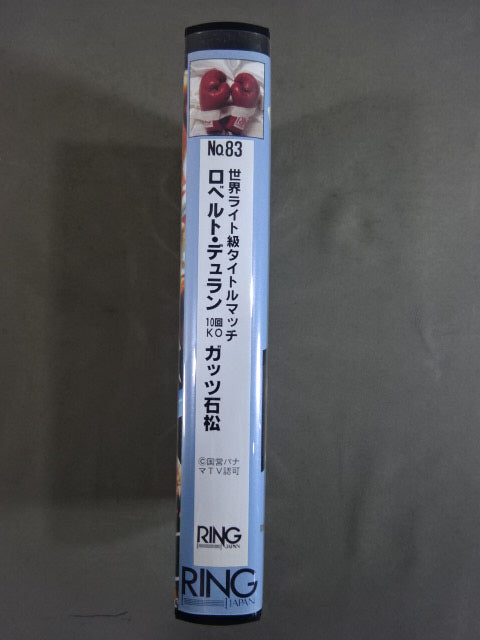 No.83
世界ライト級タイトルマッチ
ロベルト・デュラン 10回KO ガッツ石松
©国営パナ
マTV認可
RING
JAPAN
RING
JAPAN